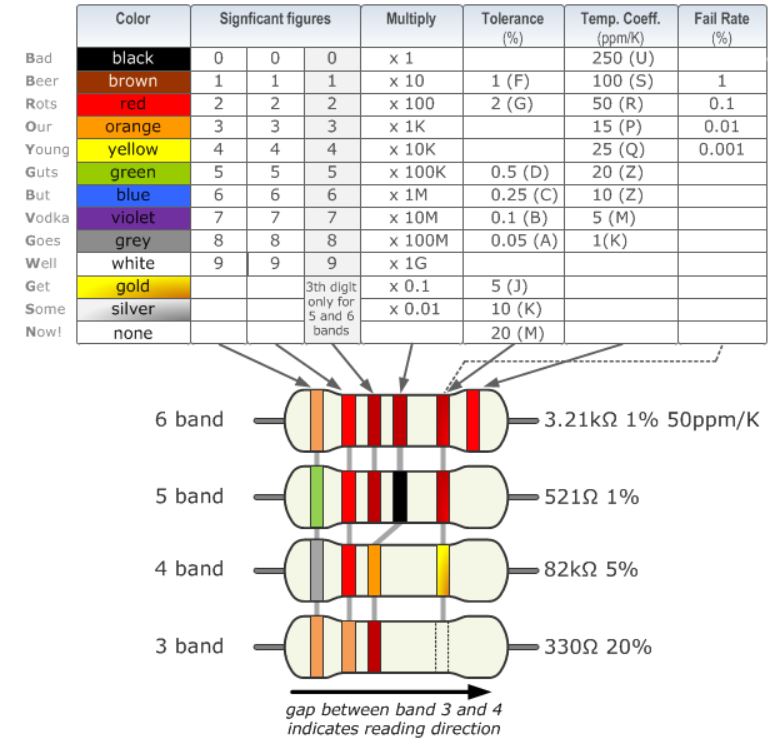 Color Signficant figures Multiply Tolerance (%) Temp. Coeff. (ppm/K) Fail Rate (%)
Bad black 0 0 0 x 1 250 (U)
Beer brown 1 1 1 x 10 1 (F) 100 (S) 1
Rots red 2 2 2 x 100 2 (G) 50 (R) 0.1
Our orange 3 3 3 x 1K 15 (P) 0.01
Young yellow 4 4 4 x 10K 25 (Q) 0.001
Guts green 5 5 5 x 100K 0.5 (D) 20 (Z)
But blue 6 6 6 x 1M 0.25 (C) 10 (Z)
Vodka violet 7 7 7 x 10M 0.1 (B) 5 (M)
Goes grey 8 8 8 x 100M 0.05 (A) 1(K)
Well white 9 9 9 x 1G
Get gold x 0.1 5 (J)
Some silver x 0.01 10 (K)
Now! none 20 (M)
3th digit
only for
5 and 6
bands
6 band 3.21kΩ 1% 50ppm/K
5 band 521Ω 1%
4 band 82kΩ 5%
3 band 330Ω 20%
gap between band 3 and 4
indicates reading direction